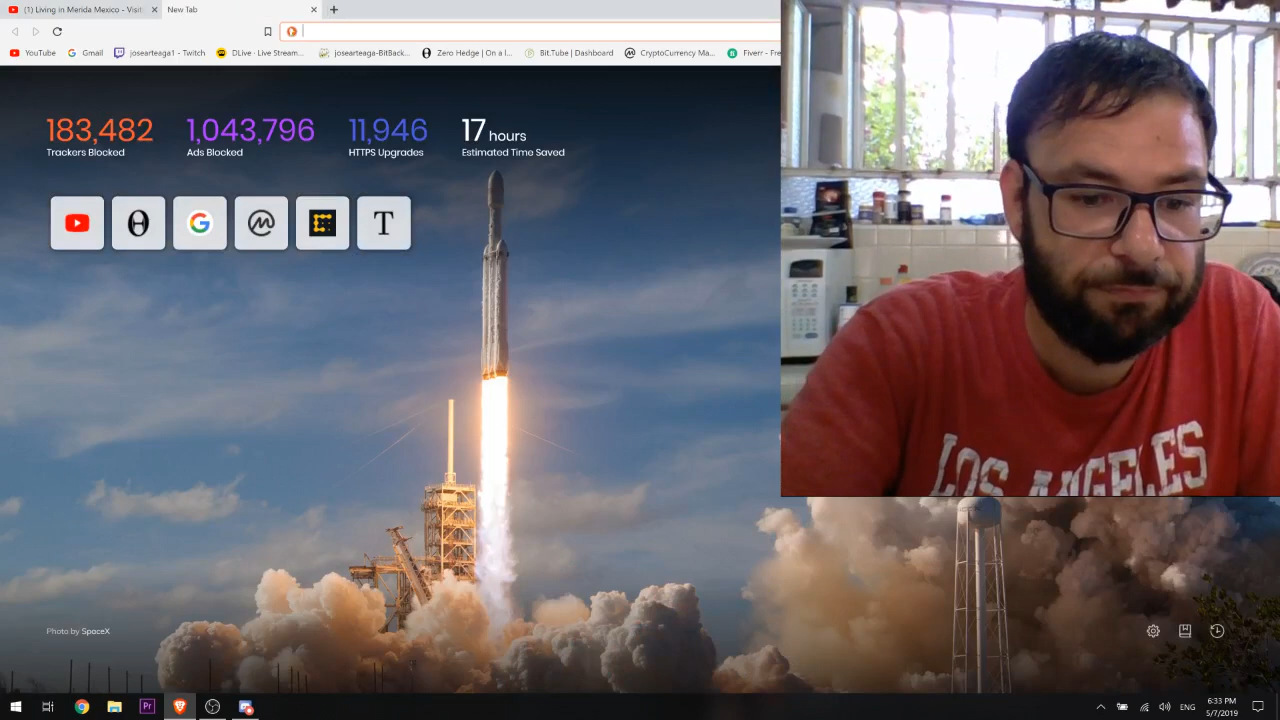 (1) Living in Merida Mexico - Visiti
New Tab
YouTube
Gmail
josearteaga1 - Twitch
DLive · Live Stream...
josearteaga-BitBack...
Zero Hedge | On a l...
Bit.Tube | Dashboard
CryptoCurrency Ma...
Fiverr - Fre
183,482
1,043,796
11,946
17 hours
Trackers Blocked
Ads Blocked
HTTPS Upgrades
Estimated Time Saved
T
LOS ANGELES
Photo by SpaceX
Pr
ENG
6:33 PM
5/7/2019